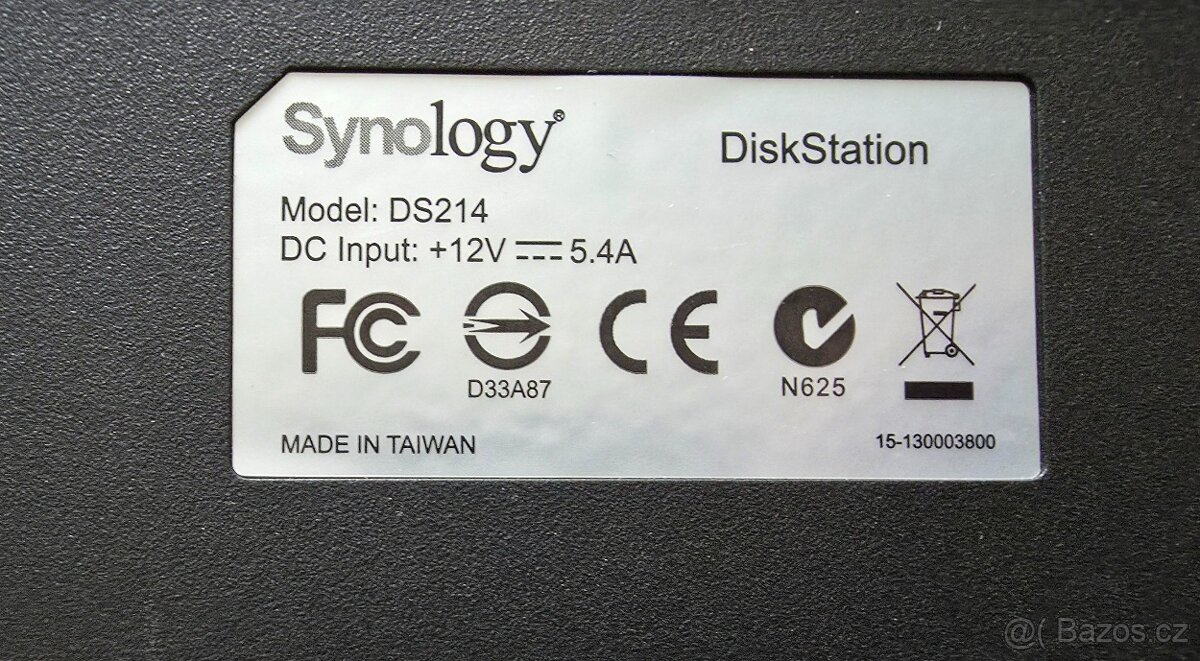 Synology®
DiskStation
Model: DS214
DC Input: +12V ⎓ 5.4A
FC CE
D33A87
N625
MADE IN TAIWAN
15-130003800
@( Bazos.cz